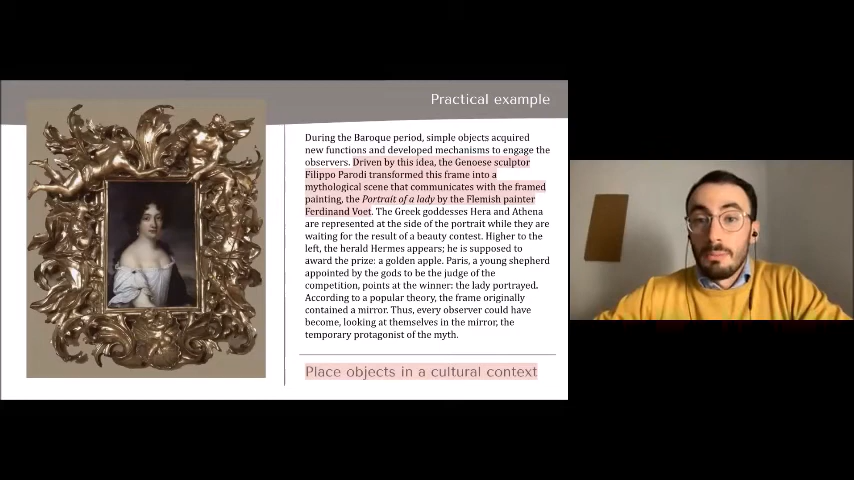 Practical example
During the Baroque period, simple objects acquired
new functions and developed mechanisms to engage the
observers. Driven by this idea, the Genoese sculptor
Filippo Parodi transformed this frame into a
mythological scene that communicates with the framed
painting, the Portrait of a lady by the Flemish painter
Ferdinand Voet. The Greek goddesses Hera and Athena
are represented at the side of the portrait while they are
waiting for the result of a beauty contest. Higher to the
left, the herald Hermes appears; he is supposed to
award the prize: a golden apple. Paris, a young shepherd
appointed by the gods to be the judge of the
competition, points at the winner: the lady portrayed.
According to a popular theory, the frame originally
contained a mirror. Thus, every observer could have
become, looking at themselves in the mirror, the
temporary protagonist of the myth.
Place objects in a cultural context